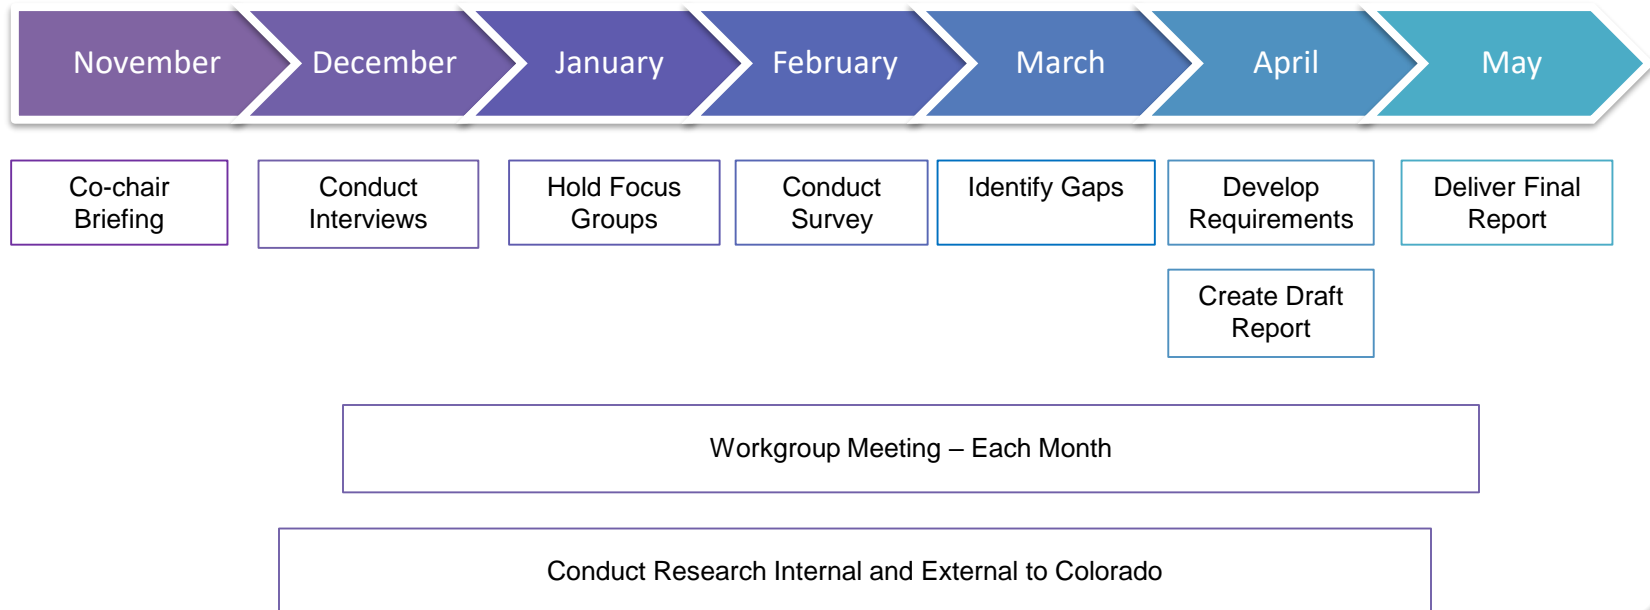 November December January February March April May
Co-chair
Briefing
Conduct
Interviews
Hold Focus
Groups
Conduct
Survey
Identify Gaps
Develop
Requirements
Deliver Final
Report
Create Draft
Report
Workgroup Meeting – Each Month
Conduct Research Internal and External to Colorado